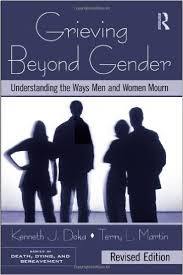 Grieving
Beyond Gender
Understanding the Ways Men and Women Mourn
Kenneth J. Doka
Terry L. Martin
SERIES IN
DEATH, DYING, AND
BEREAVEMENT
Revised Edition